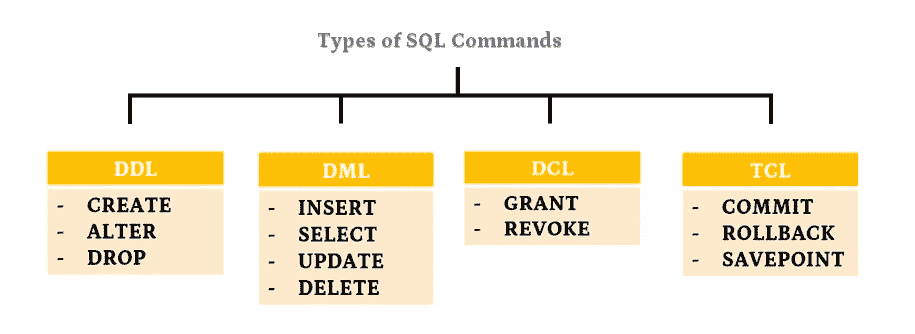 Types of SQL Commands
DDL
- CREATE
- ALTER
- DROP
DML
- INSERT
- SELECT
- UPDATE
- DELETE
DCL
- GRANT
- REVOKE
TCL
- COMMIT
- ROLLBACK
- SAVEPOINT